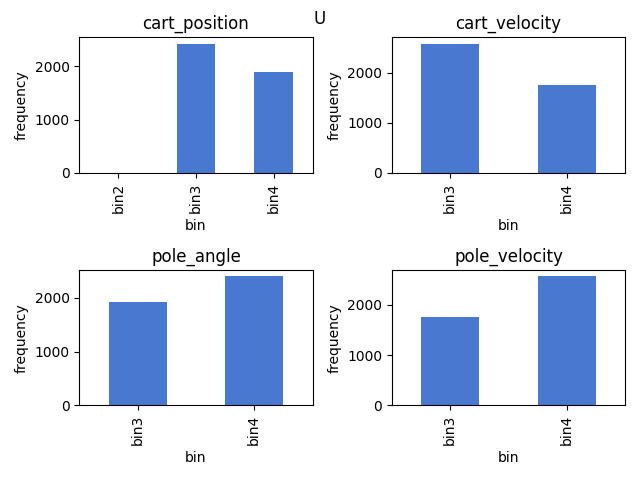 U
cart_position
frequency
2000
1000
0
bin2
bin3
bin4
bin
cart_velocity
frequency
2000
1000
0
bin3
bin4
bin
pole_angle
frequency
2000
1000
0
bin3
bin4
bin
pole_velocity
frequency
2000
1000
0
bin3
bin4
bin